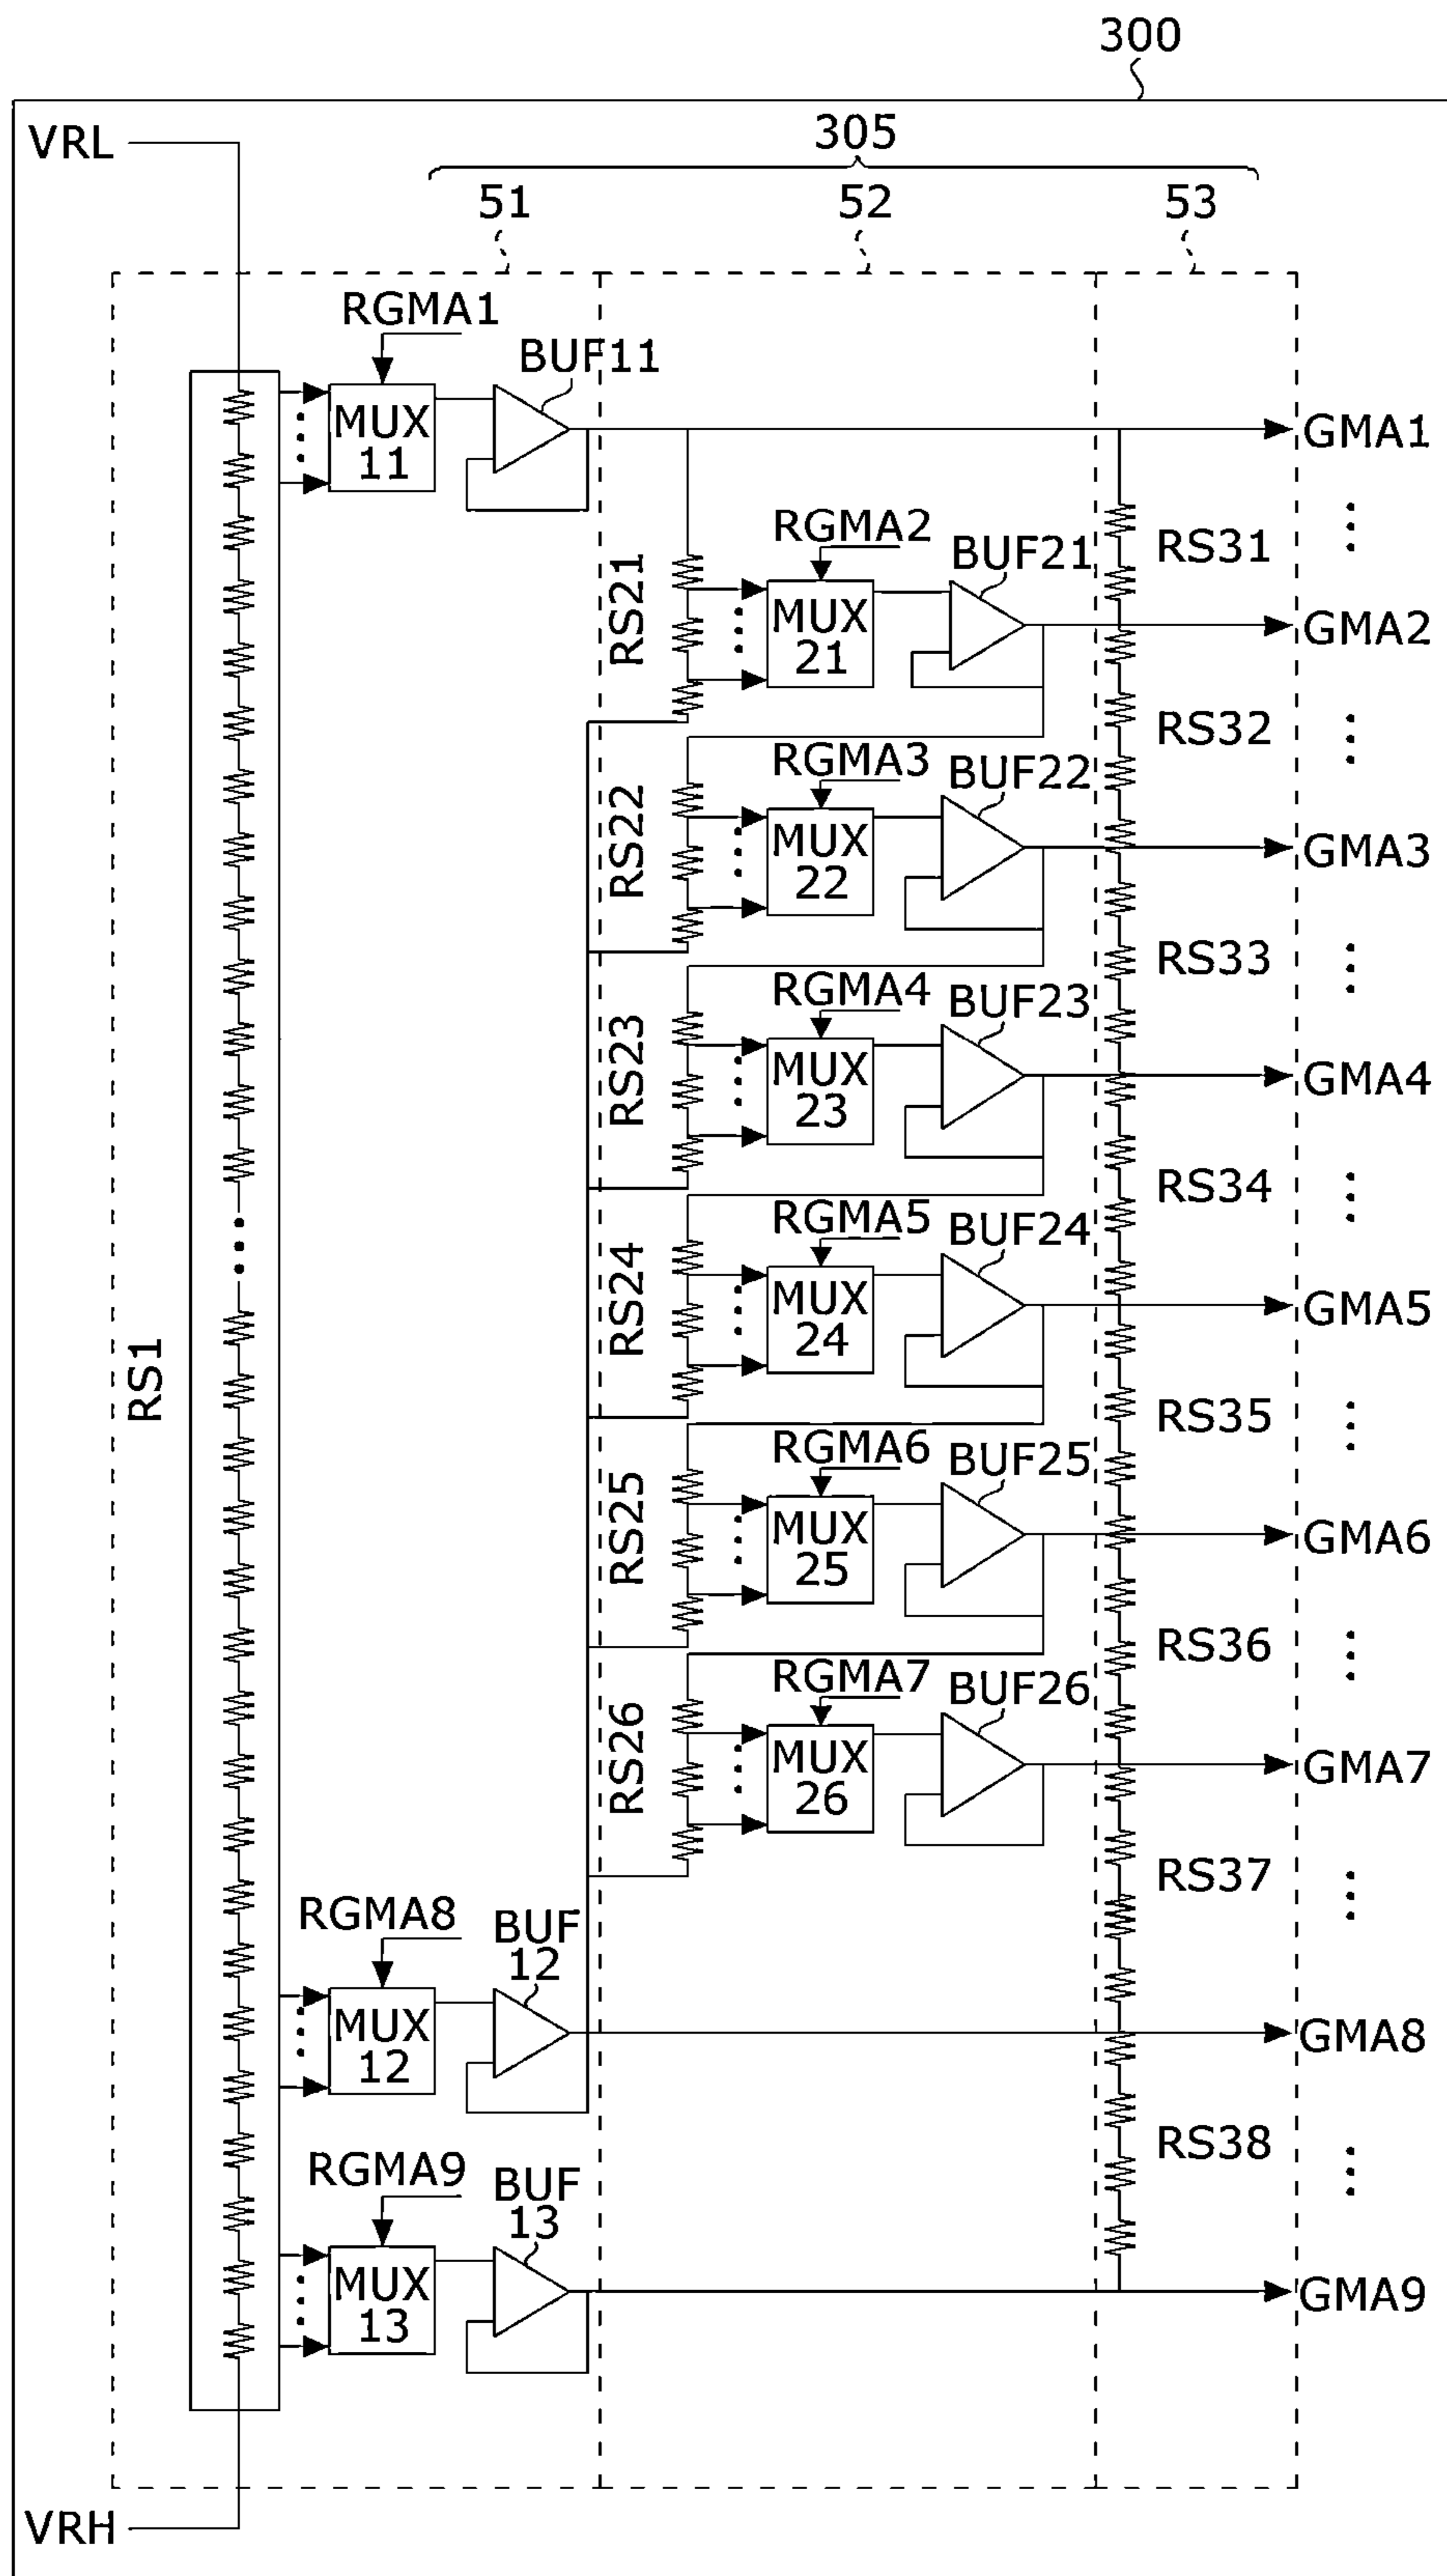 300
VRL
305
51
52
53
RGMA1
BUF11
MUX
11
GMA1
RGMA2
BUF21
RS21
MUX
21
RS31
GMA2
RS32
RGMA3
BUF22
RS22
MUX
22
GMA3
RS33
RGMA4
BUF23
RS23
MUX
23
GMA4
RS34
RGMA5
BUF24
RS24
MUX
24
GMA5
RS1
RS35
RGMA6
BUF25
RS25
MUX
25
GMA6
RS36
RGMA7
BUF26
RS26
MUX
26
GMA7
RS37
RGMA8
BUF
12
MUX
12
GMA8
RS38
RGMA9
BUF
13
MUX
13
GMA9
VRH